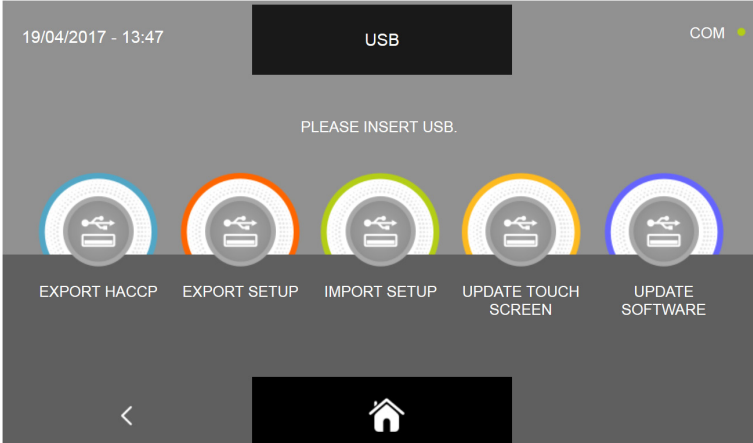 19/04/2017 - 13:47
USB
COM
PLEASE INSERT USB.
EXPORT HACCP
EXPORT SETUP
IMPORT SETUP
UPDATE TOUCH
SCREEN
UPDATE
SOFTWARE